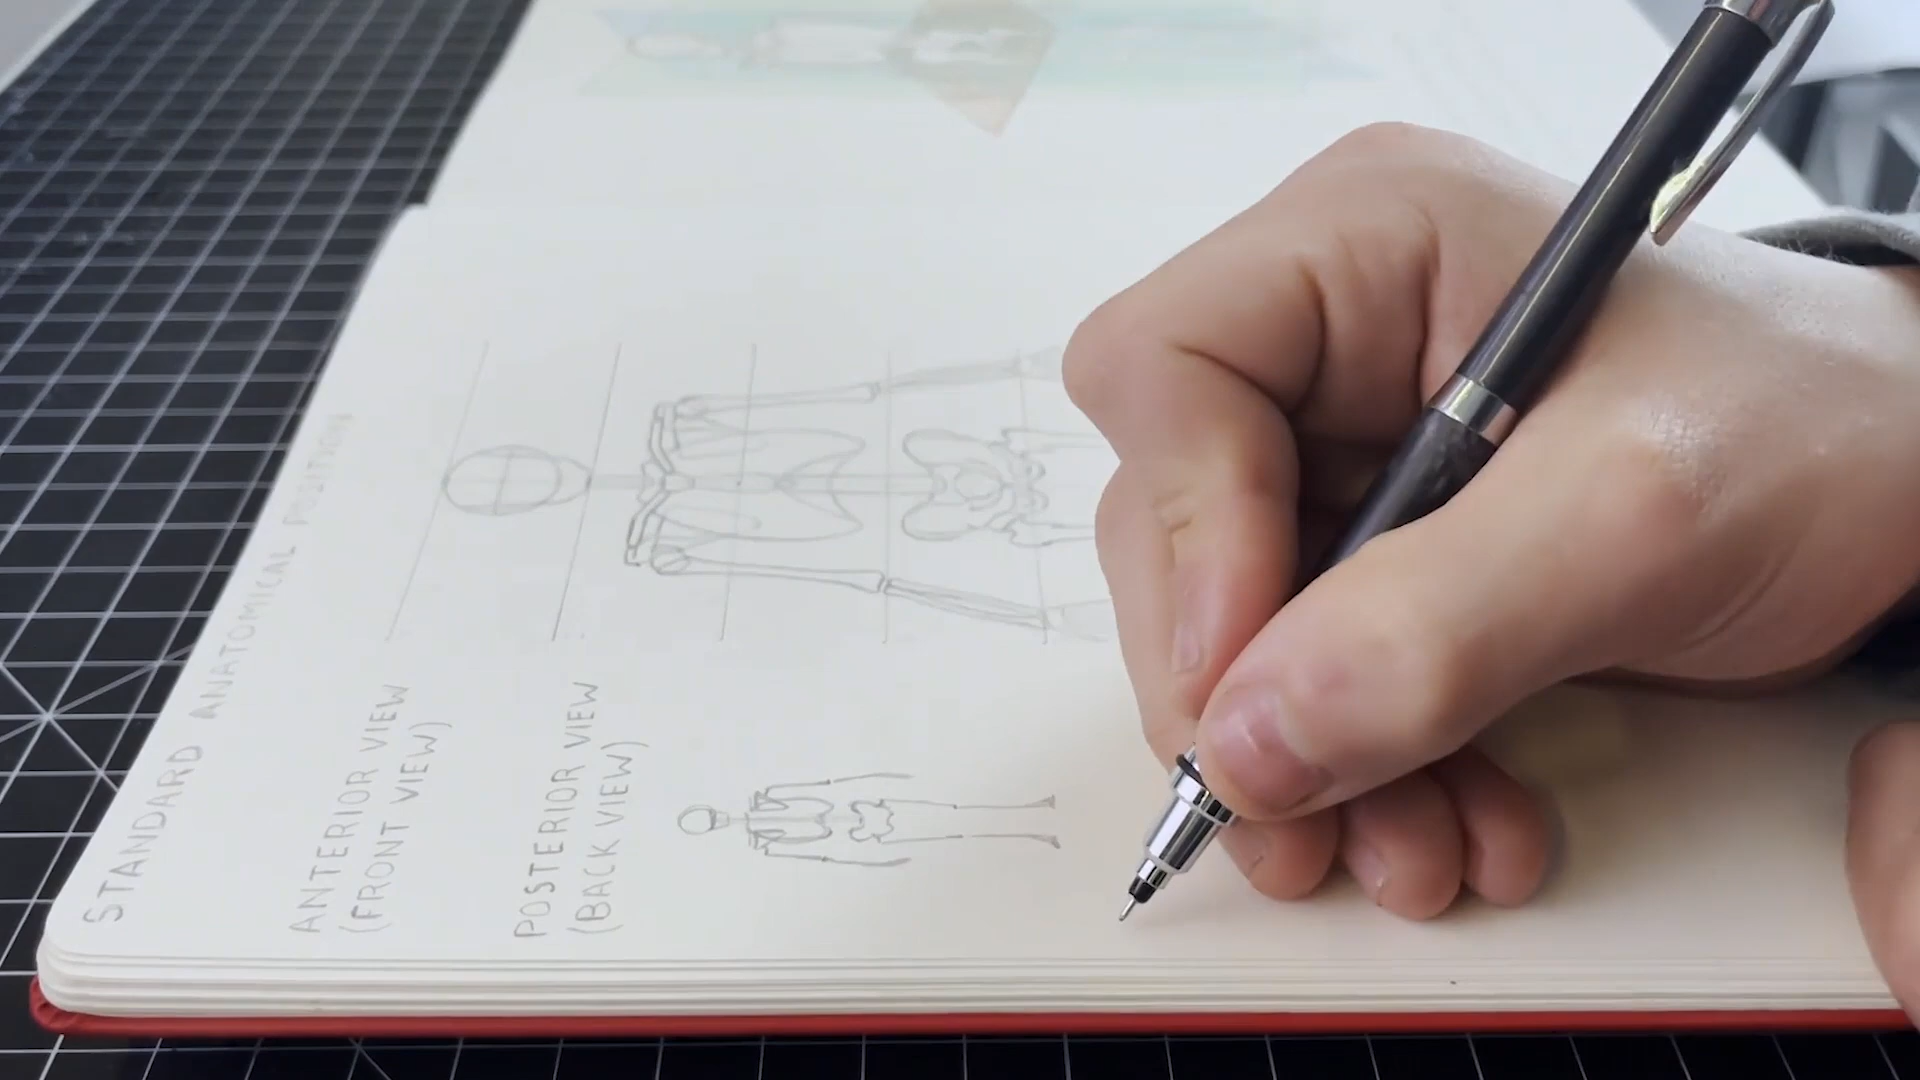 STANDARD ANATOMICAL POSITION
ANTERIOR VIEW
(FRONT VIEW)
POSTERIOR VIEW
(BACK VIEW)